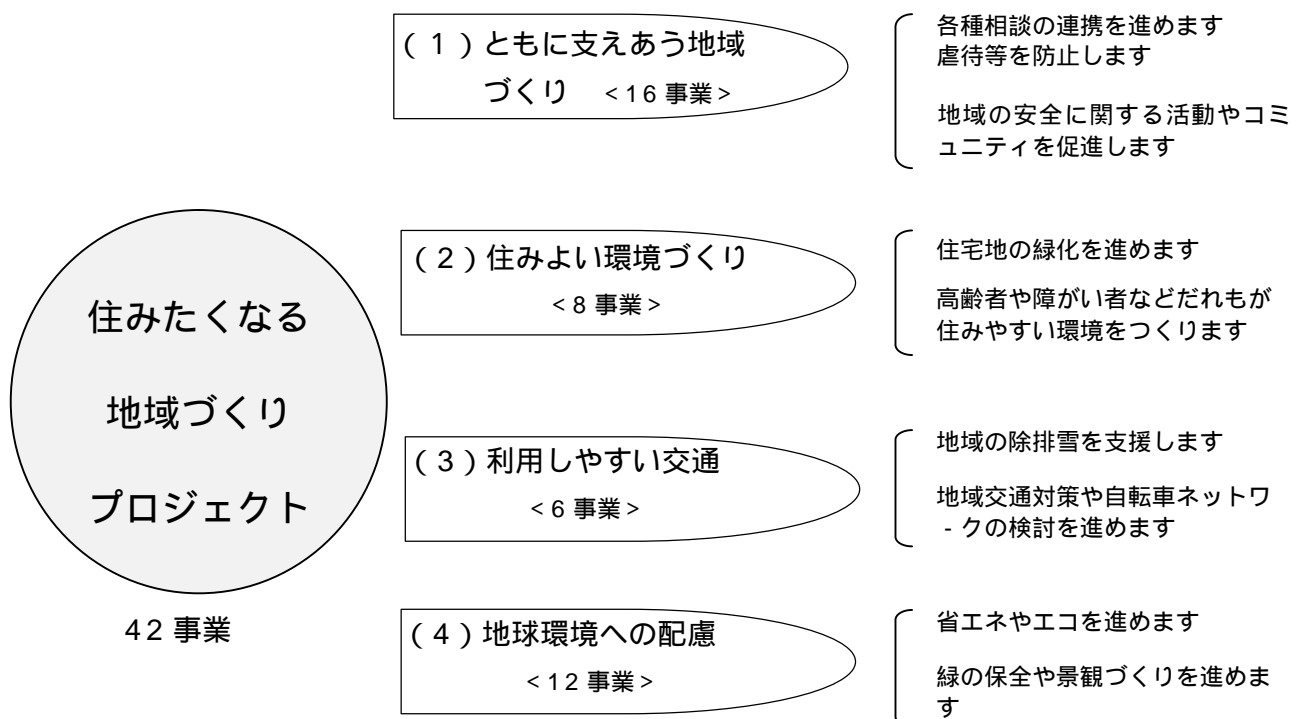 (1)ともに支えあう地域
づくり <16事業>
各種相談の連携を進めます
虐待等を防止します
地域の安全に関する活動やコミ
ュニティを促進します
住みたくなる
地域づくり
プロジェクト
42事業
(2)住みよい環境づくり
<8事業>
住宅地の緑化を進めます
高齢者や障がい者などだれもが
住みやすい環境をつくります
(3)利用しやすい交通
<6事業>
地域の除排雪を支援します
地域交通対策や自転車ネットワ
-クの検討を進めます
(4)地球環境への配慮
<12事業>
省エネやエコを進めます
緑の保全や景観づくりを進めま
す